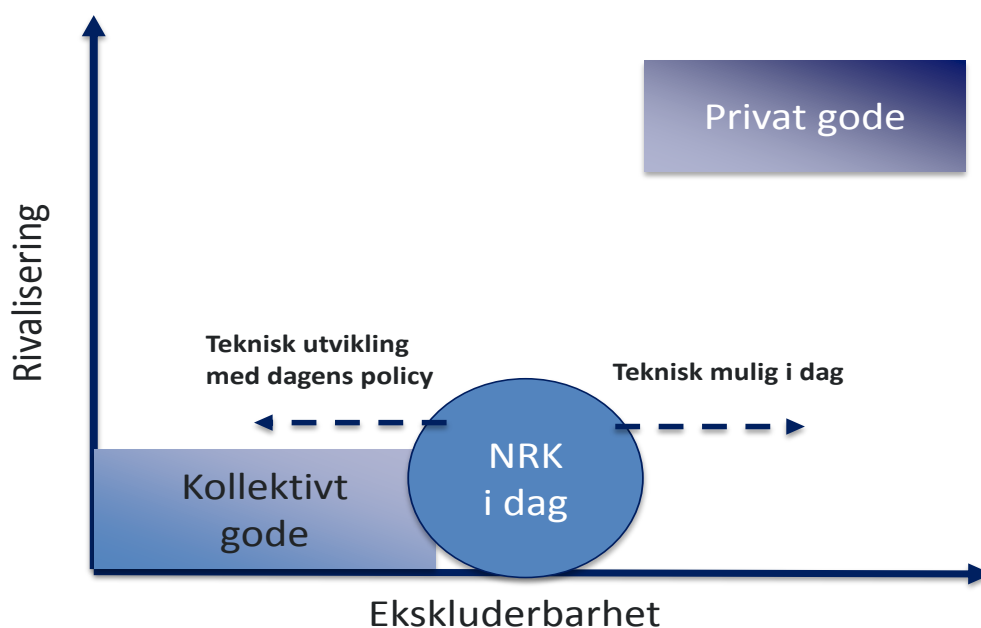 Privat gode
Rivalisering
Teknisk utvikling
med dagens policy
Teknisk mulig i dag
NRK
i dag
Kollektivt
gode
Ekskluderbarhet